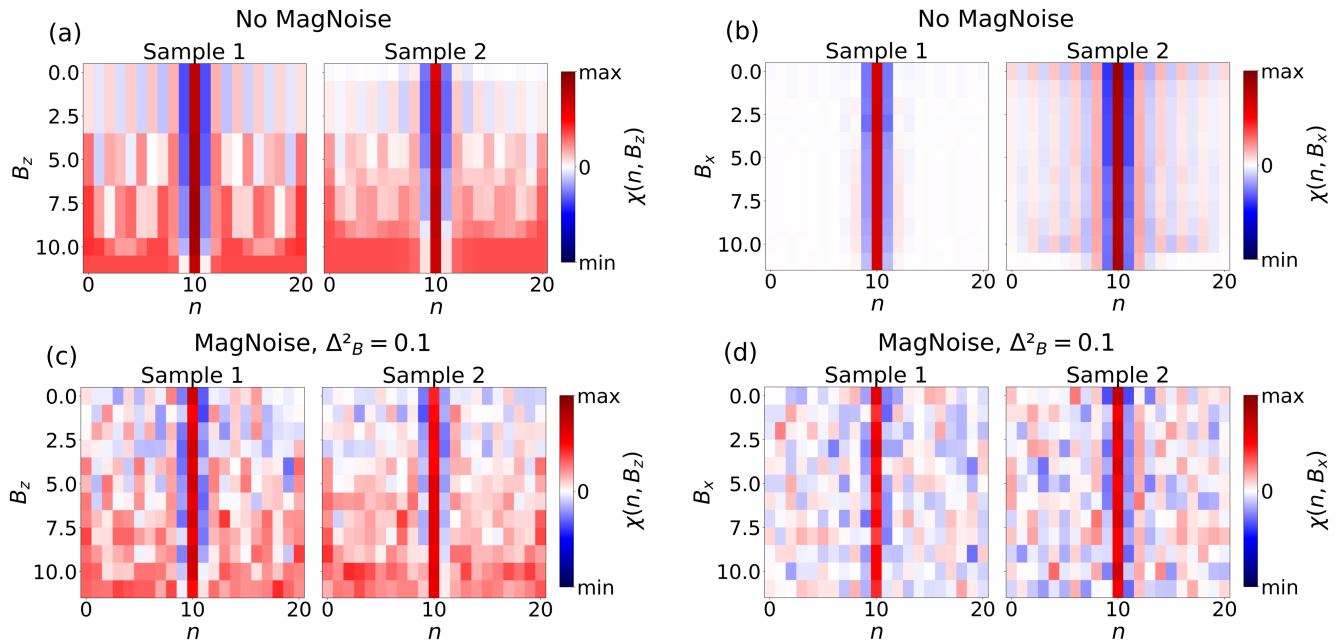 (a) No MagNoise
Sample 1 Sample 2
0.0
2.5
5.0
7.5
10.0
B_z
0 10 20 0 10 20
n n
max
0
min
χ(n, B_z)
(b) No MagNoise
Sample 1 Sample 2
0.0
2.5
5.0
7.5
10.0
B_x
0 10 20 0 10 20
n n
max
0
min
χ(n, B_x)
(c) MagNoise, Δ²_B = 0.1
Sample 1 Sample 2
0.0
2.5
5.0
7.5
10.0
B_z
0 10 20 0 10 20
n n
max
0
min
χ(n, B_z)
(d) MagNoise, Δ²_B = 0.1
Sample 1 Sample 2
0.0
2.5
5.0
7.5
10.0
B_x
0 10 20 0 10 20
n n
max
0
min
χ(n, B_x)